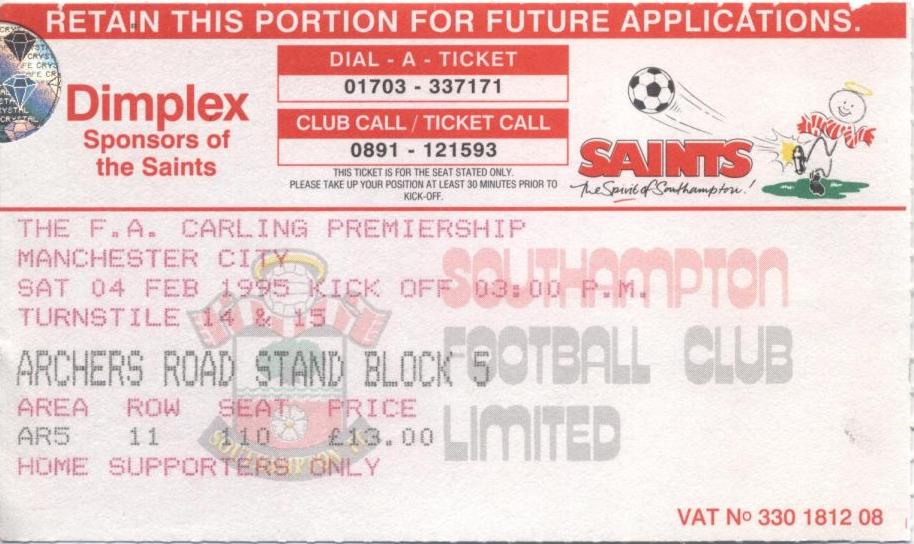 RETAIN THIS PORTION FOR FUTURE APPLICATIONS.
Dimplex
Sponsors of
the Saints
DIAL - A - TICKET
01703 - 337171
CLUB CALL / TICKET CALL
0891 - 121593
THIS TICKET IS FOR THE SEAT STATED ONLY.
PLEASE TAKE UP YOUR POSITION AT LEAST 30 MINUTES PRIOR TO
KICK-OFF.
SAINTS
The Spirit of Southampton!
THE F.A. CARLING PREMIERSHIP
MANCHESTER CITY
SAT 04 FEB 1995 KICK OFF 03:00 P.M.
TURNSTILE 14 & 15
ARCHERS ROAD STAND BLOCK 5
AREA ROW SEAT PRICE
AR5 11 110 £13.00
HOME SUPPORTERS ONLY
SOUTHAMPTON
FOOTBALL CLUB
LIMITED
SOUTHAMPTON FC
VAT Nº 330 1812 08